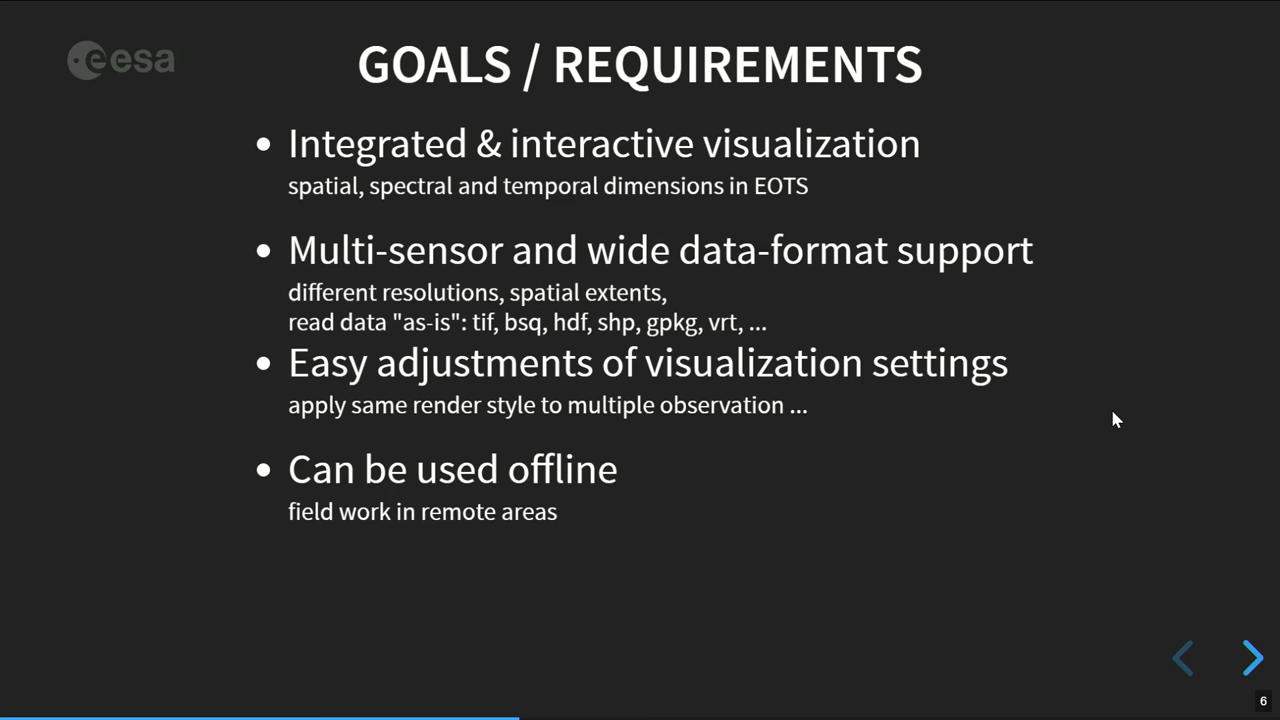 esa
GOALS / REQUIREMENTS
• Integrated & interactive visualization
spatial, spectral and temporal dimensions in EOTS
• Multi-sensor and wide data-format support
different resolutions, spatial extents,
read data "as-is": tif, bsq, hdf, shp, gpkg, vrt, ...
• Easy adjustments of visualization settings
apply same render style to multiple observation ...
• Can be used offline
field work in remote areas
6